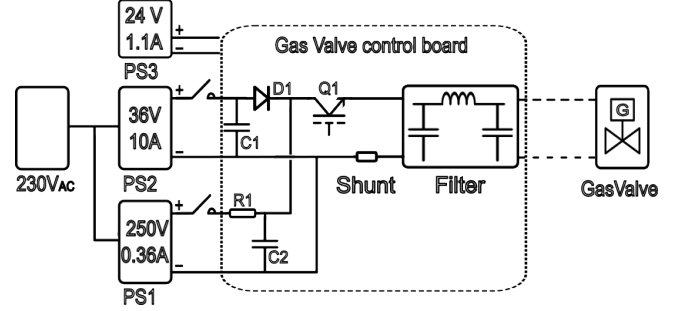 24 V
1.1A
+
−
PS3
Gas Valve control board
230VAC
36V
10A
+
−
PS2
D1
Q1
C1
Shunt
Filter
G
GasValve
250V
0.36A
+
−
PS1
R1
C2